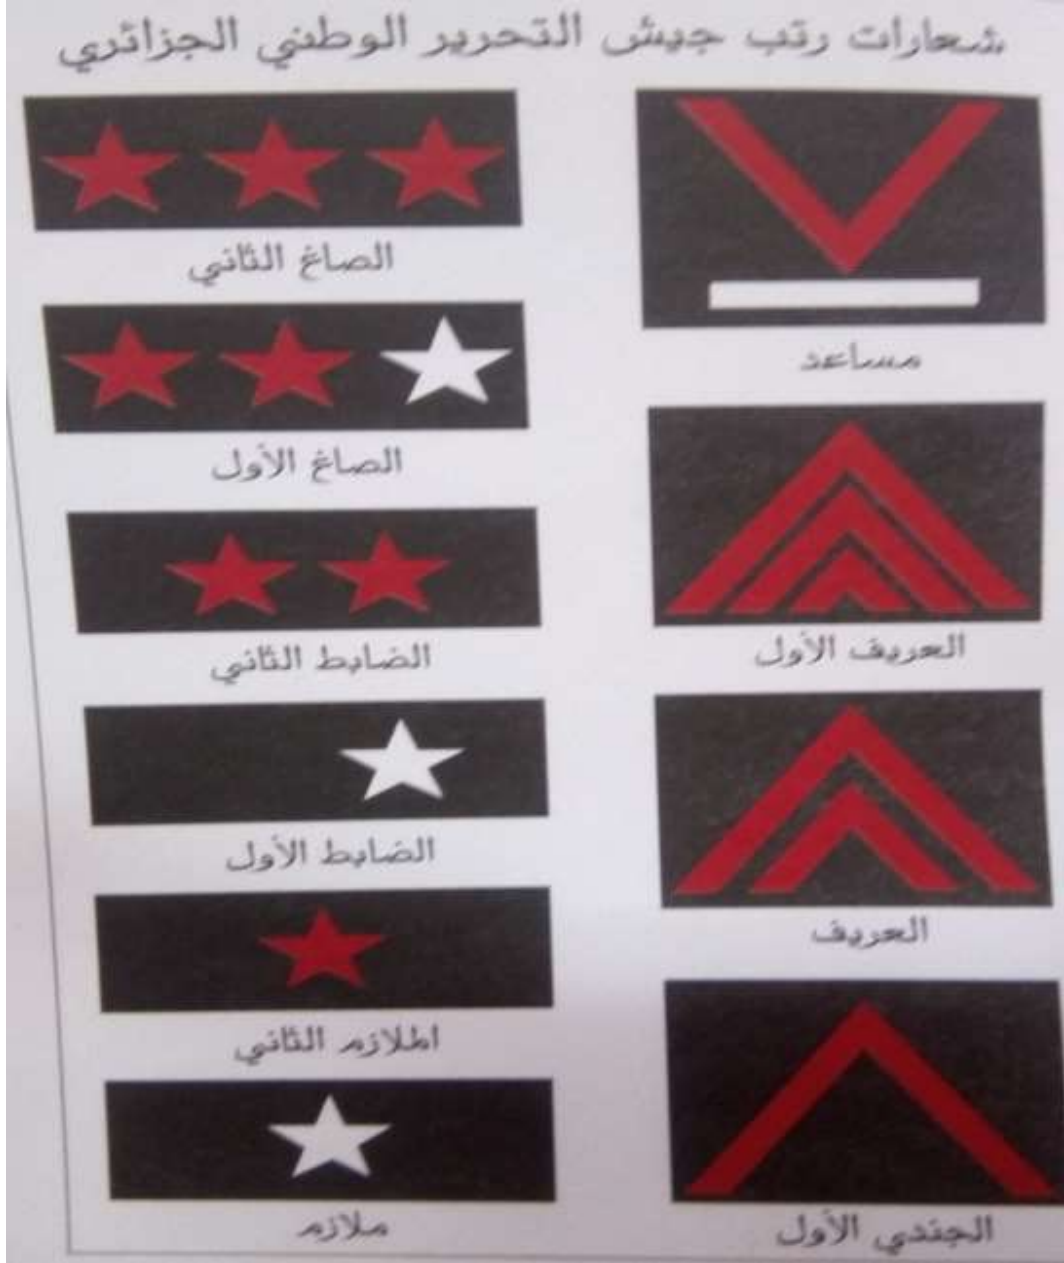 شعارات رتب جيش التحرير الوطني الجزائري
مساعد
العريف الأول
العريف
الجندي الأول
الصاغ الثاني
الصاغ الأول
الضابط الثاني
الضابط الأول
اطلازم الثاني
ملازم